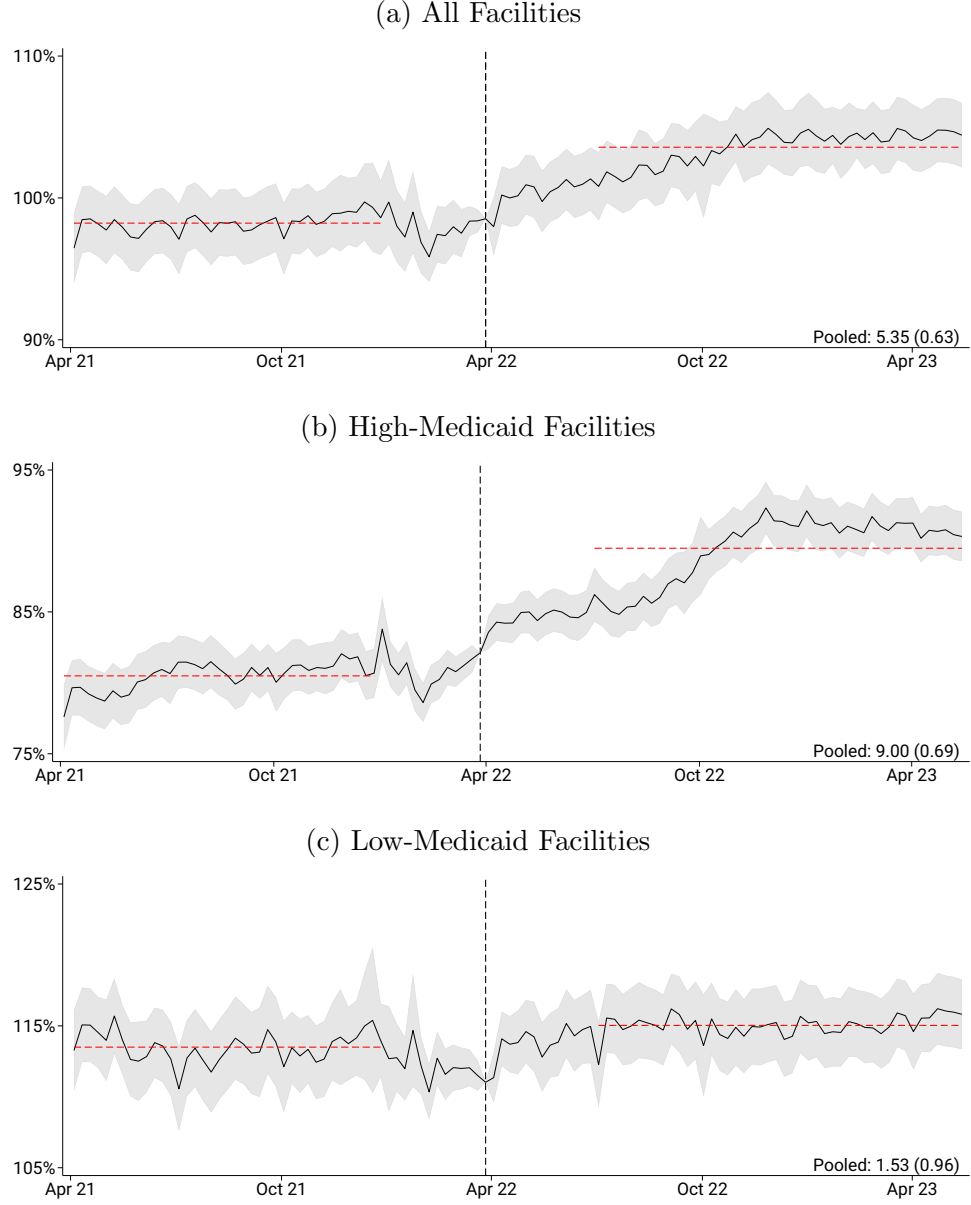 (a) All Facilities
110%
100%
90%
Pooled: 5.35 (0.63)
Apr 21 Oct 21 Apr 22 Oct 22 Apr 23
(b) High-Medicaid Facilities
95%
85%
75%
Pooled: 9.00 (0.69)
Apr 21 Oct 21 Apr 22 Oct 22 Apr 23
(c) Low-Medicaid Facilities
125%
115%
105%
Pooled: 1.53 (0.96)
Apr 21 Oct 21 Apr 22 Oct 22 Apr 23